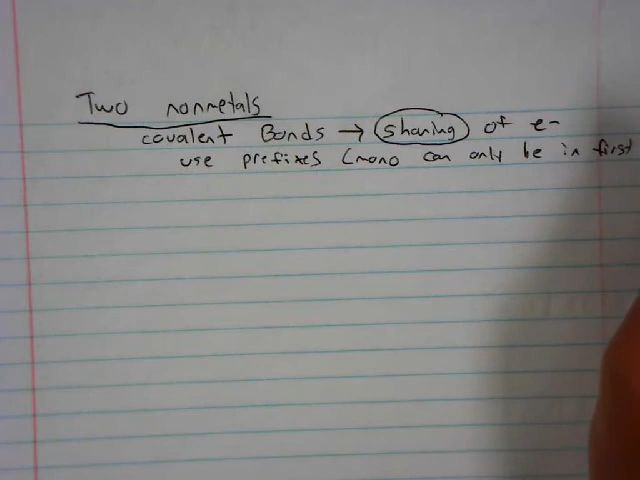 Two nonmetals
covalent Bonds → sharing of e-
use prefixes (mono can only be in first